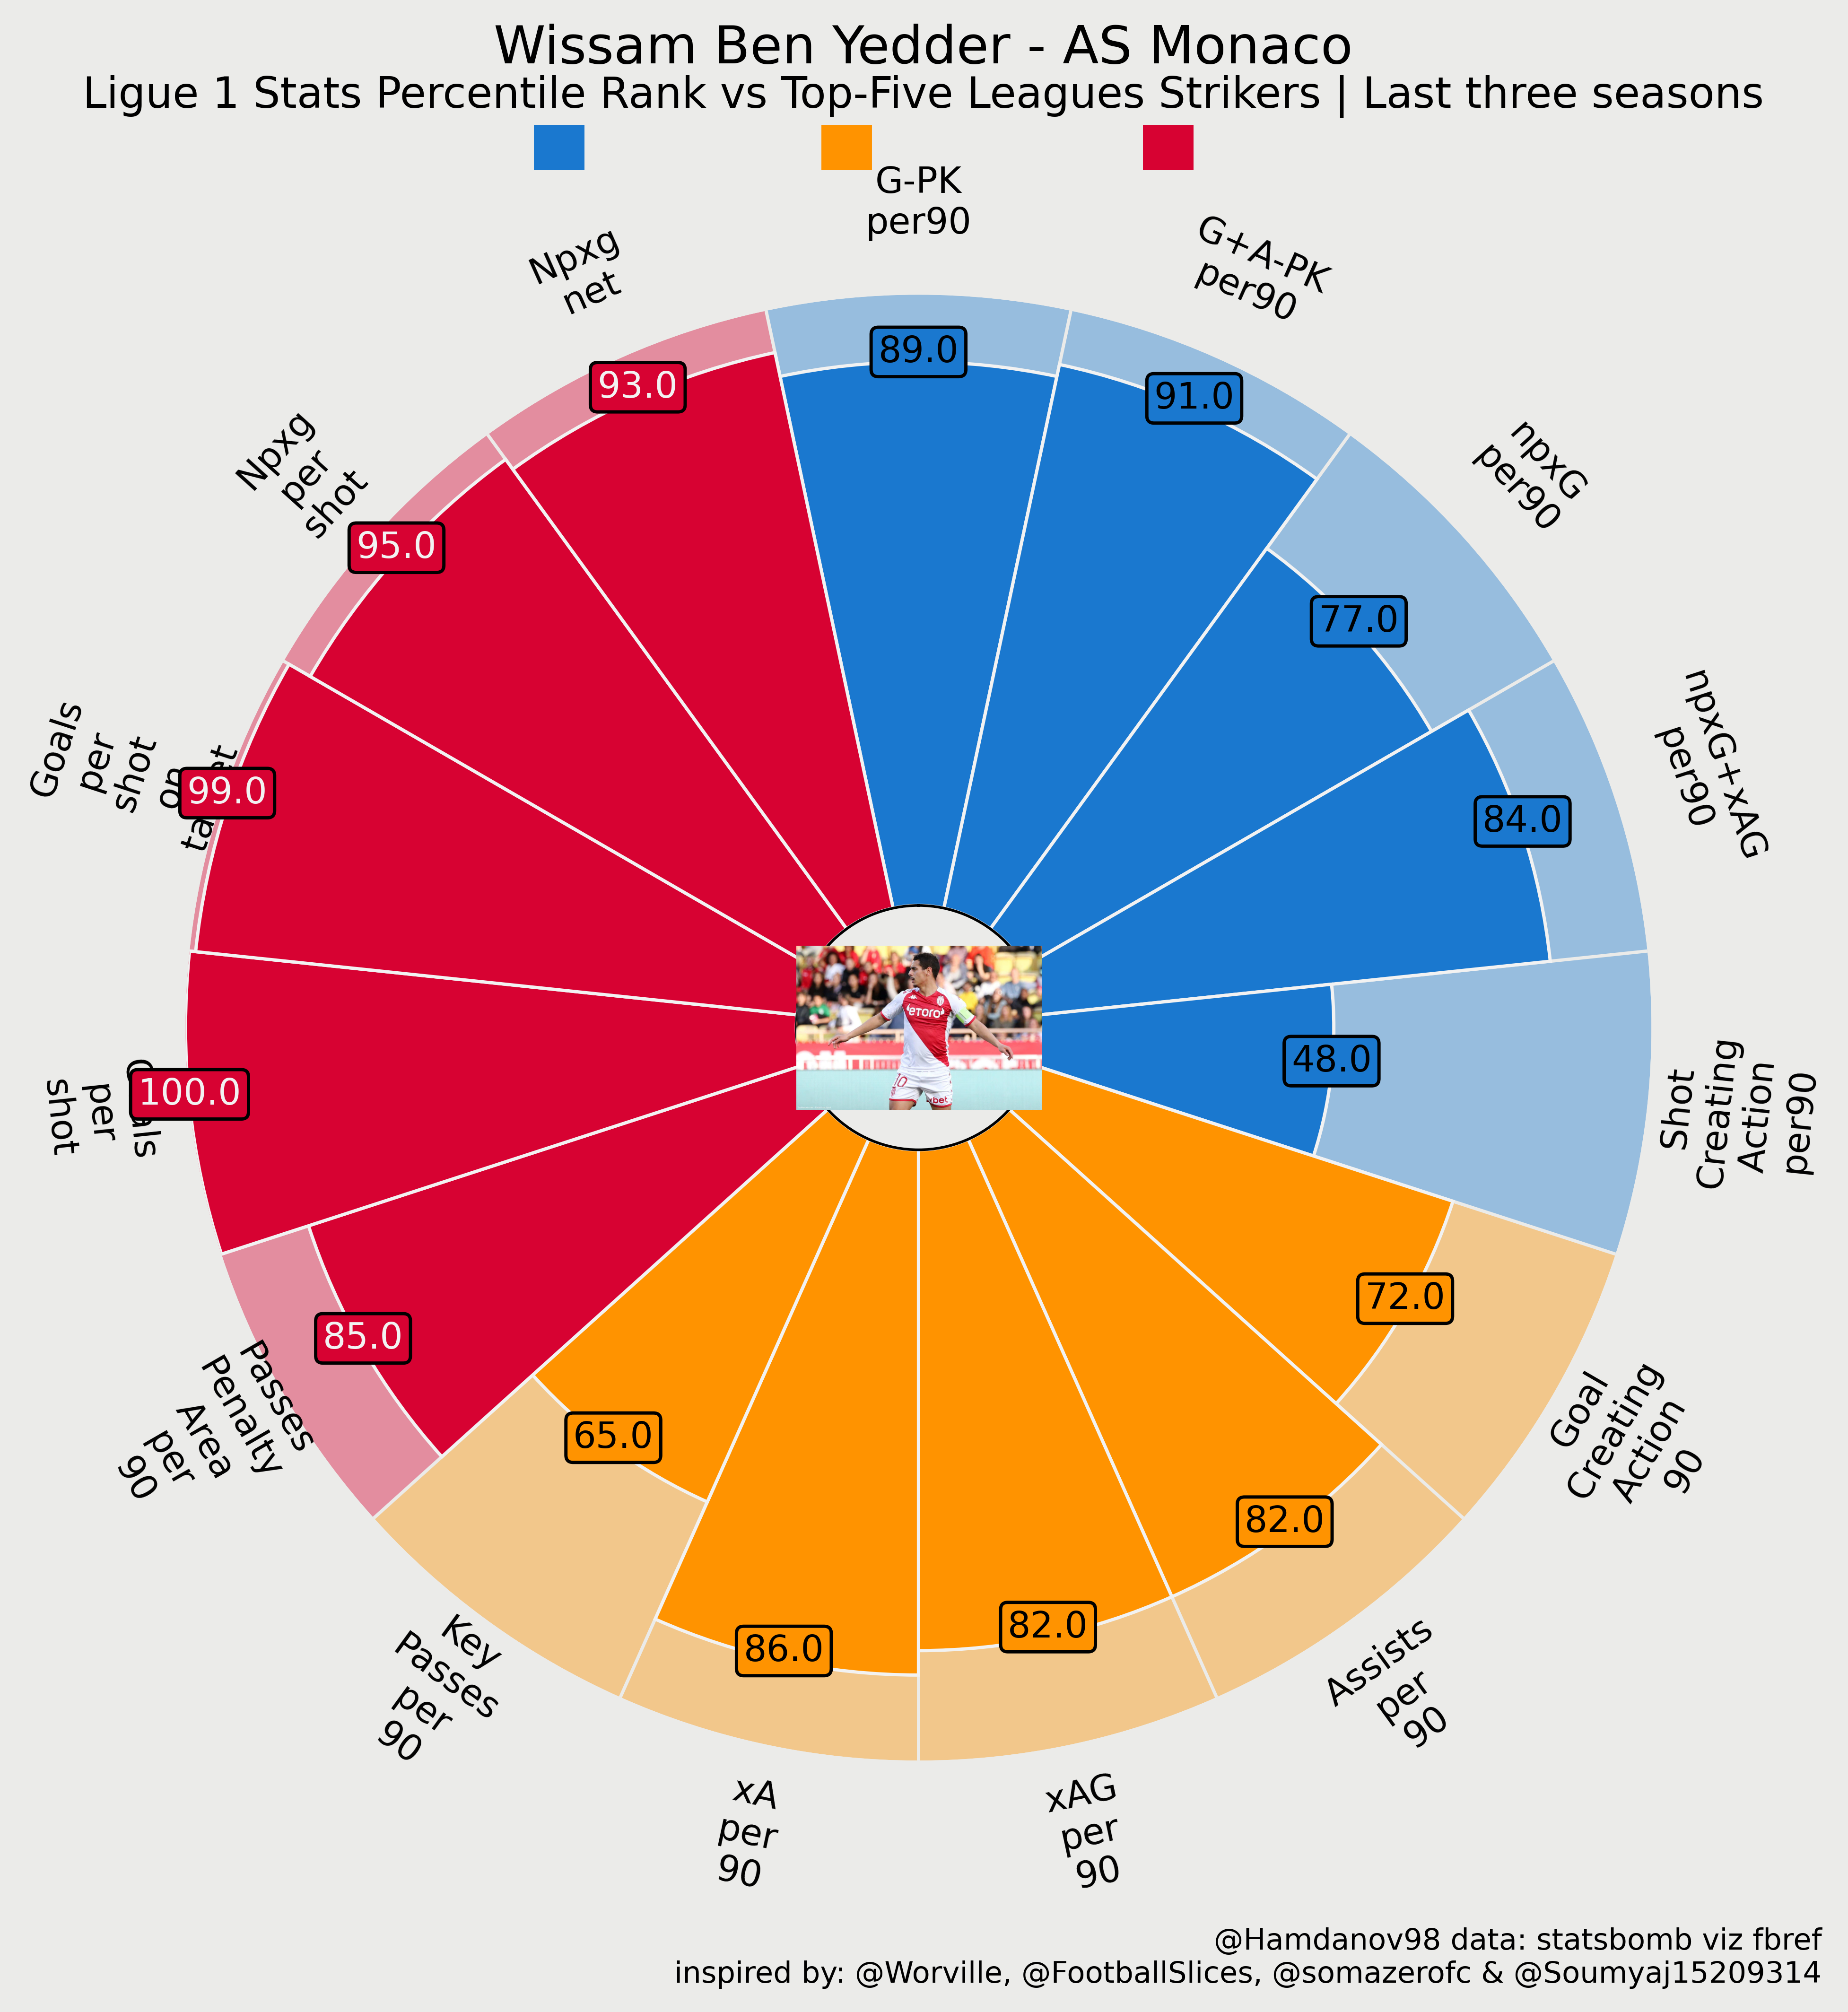 Wissam Ben Yedder - AS Monaco
Ligue 1 Stats Percentile Rank vs Top-Five Leagues Strikers | Last three seasons
G-PK
per90
89.0
G+A-PK
per90
91.0
npxG
per90
77.0
npxG+xAG
per90
84.0
Shot
Creating
Action
per90
48.0
Goal
Creating
Action
90
72.0
Assists
per
90
82.0
xAG
per
90
82.0
xA
per
90
86.0
Key
Passes
per
90
65.0
Passes
Penalty
Area
per
90
85.0
per
shot
100.0
Goals
per
shot
on
99.0
Npxg
per
shot
95.0
Npxg
net
93.0
eToro
@Hamdanov98 data: statsbomb viz fbref
inspired by: @Worville, @FootballSlices, @somazerofc & @Soumyaj15209314